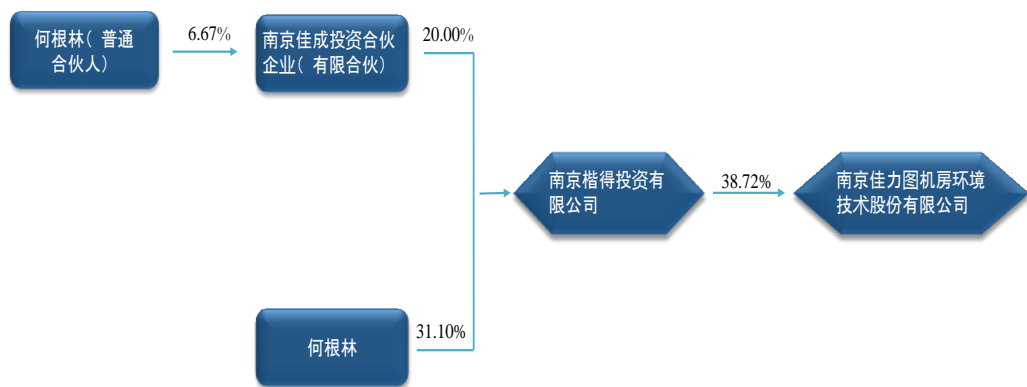 何根林( 普通
合伙人)
6.67%
南京佳成投资合伙
企业( 有限合伙)
20.00%
南京楷得投资有
限公司
38.72%
南京佳力图机房环境
技术股份有限公司
何根林
31.10%